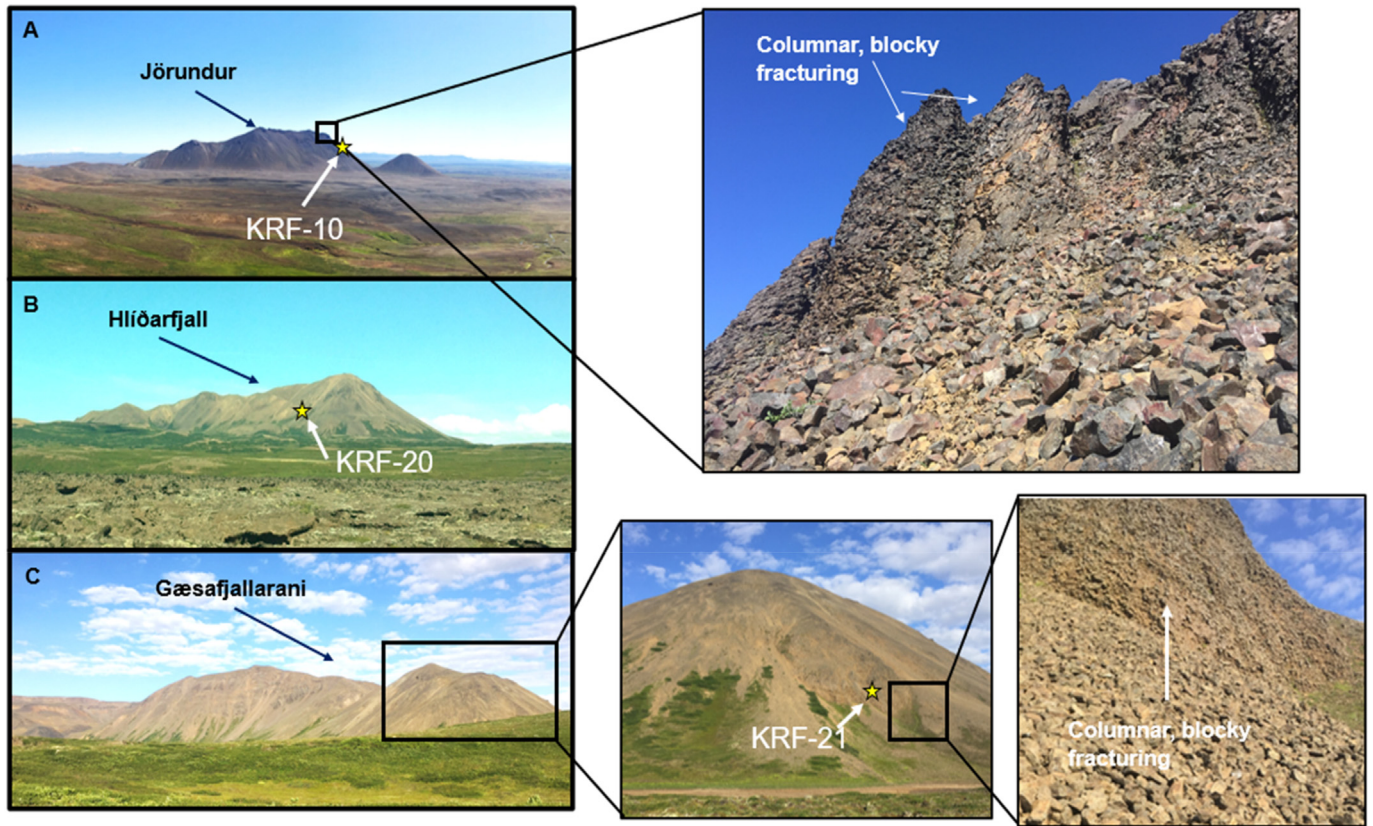 A
Jörundur
KRF-10
Columnar, blocky
fracturing
B
Hlíðarfjall
KRF-20
C
Gæsafjallarani
KRF-21
Columnar, blocky
fracturing